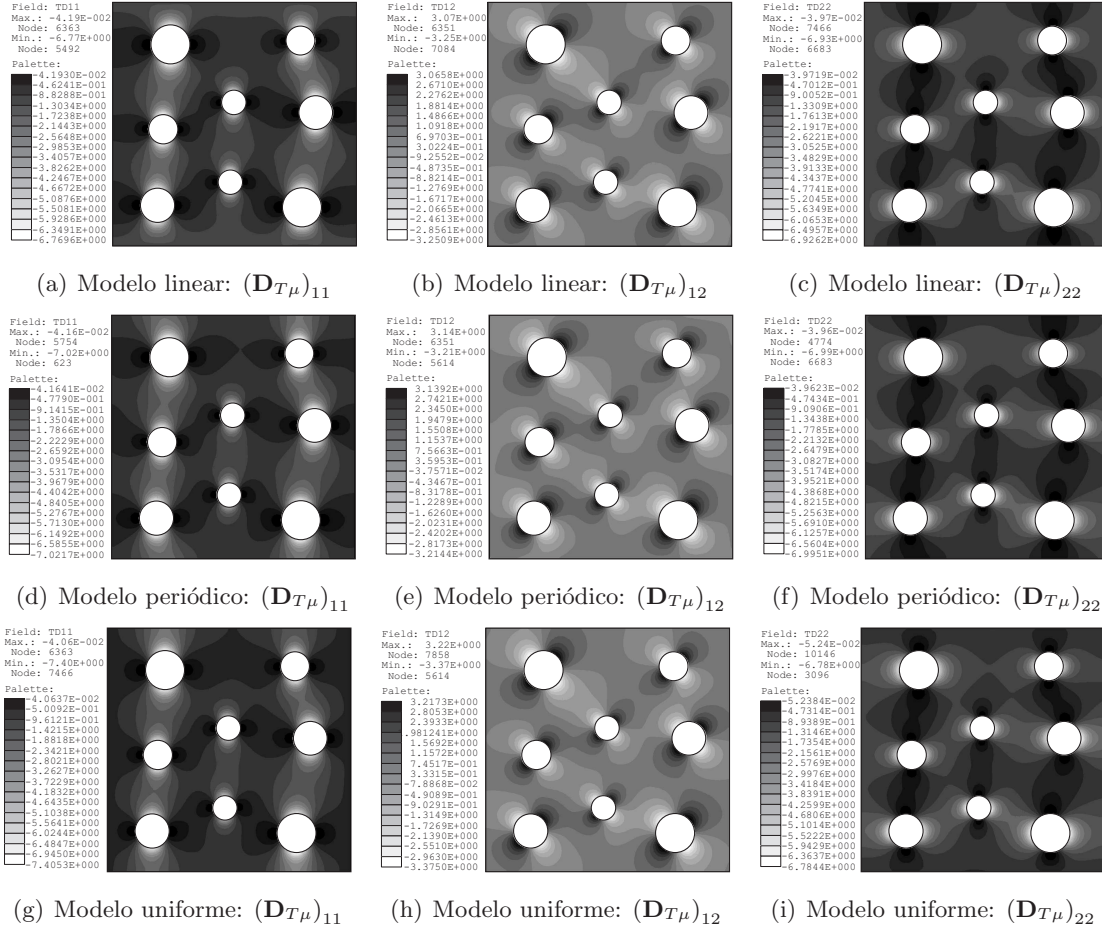 Field: TD11
Max.: -4.19E-002
Node: 6363
Min.: -6.77E+000
Node: 5492
Palette:
-4.1930E-002
-4.6241E-001
-8.8288E-001
-1.3034E+000
-1.7238E+000
-2.1443E+000
-2.5648E+000
-2.9853E+000
-3.4057E+000
-3.8262E+000
-4.2467E+000
-4.6672E+000
-5.0876E+000
-5.5081E+000
-5.9286E+000
-6.3491E+000
-6.7696E+000
(a) Modelo linear: (D_Tμ)_11
Field: TD12
Max.: 3.07E+000
Node: 6351
Min.: -3.25E+000
Node: 7084
Palette:
3.0658E+000
2.6710E+000
2.2762E+000
1.8814E+000
1.4866E+000
1.0918E+000
6.9703E-001
3.0224E-001
-9.2552E-002
-4.8735E-001
-8.8214E-001
-1.2769E+000
-1.6717E+000
-2.0665E+000
-2.4613E+000
-2.8561E+000
-3.2509E+000
(b) Modelo linear: (D_Tμ)_12
Field: TD22
Max.: -3.97E-002
Node: 7466
Min.: -6.93E+000
Node: 6683
Palette:
-3.9719E-002
-4.7012E-001
-9.0052E-001
-1.3309E+000
-1.7613E+000
-2.1917E+000
-2.6221E+000
-3.0525E+000
-3.4829E+000
-3.9133E+000
-4.3437E+000
-4.7741E+000
-5.2045E+000
-5.6349E+000
-6.0653E+000
-6.4957E+000
-6.9262E+000
(c) Modelo linear: (D_Tμ)_22
Field: TD11
Max.: -4.16E-002
Node: 5754
Min.: -7.02E+000
Node: 623
Palette:
-4.1641E-002
-4.7790E-001
-9.1415E-001
-1.3504E+000
-1.7866E+000
-2.2229E+000
-2.6592E+000
-3.0954E+000
-3.5317E+000
-3.9679E+000
-4.4042E+000
-4.8405E+000
-5.2767E+000
-5.7130E+000
-6.1492E+000
-6.5855E+000
-7.0217E+000
(d) Modelo periódico: (D_Tμ)_11
Field: TD12
Max.: 3.14E+000
Node: 6351
Min.: -3.21E+000
Node: 5614
Palette:
3.1392E+000
2.7421E+000
2.3450E+000
1.9479E+000
1.5508E+000
1.1537E+000
7.5663E-001
3.5953E-001
-3.7571E-002
-4.3467E-001
-8.3178E-001
-1.2289E+000
-1.6260E+000
-2.0231E+000
-2.4202E+000
-2.8173E+000
-3.2144E+000
(e) Modelo periódico: (D_Tμ)_12
Field: TD22
Max.: -3.96E-002
Node: 4774
Min.: -6.99E+000
Node: 6683
Palette:
-3.9623E-002
-4.7434E-001
-9.0906E-001
-1.3438E+000
-1.7785E+000
-2.2132E+000
-2.6479E+000
-3.0827E+000
-3.5174E+000
-3.9521E+000
-4.3868E+000
-4.8215E+000
-5.2563E+000
-5.6910E+000
-6.1257E+000
-6.5604E+000
-6.9951E+000
(f) Modelo periódico: (D_Tμ)_22
Field: TD11
Max.: -4.06E-002
Node: 6363
Min.: -7.40E+000
Node: 7466
Palette:
-4.0637E-002
-5.0092E-001
-9.6121E-001
-1.4215E+000
-1.8818E+000
-2.3421E+000
-2.8021E+000
-3.2627E+000
-3.7229E+000
-4.1832E+000
-4.6435E+000
-5.1038E+000
-5.5641E+000
-6.0244E+000
-6.4847E+000
-6.9450E+000
-7.4053E+000
(g) Modelo uniforme: (D_Tμ)_11
Field: TD12
Max.: 3.22E+000
Node: 7858
Min.: -3.37E+000
Node: 5614
Palette:
3.2173E+000
2.8053E+000
2.3933E+000
.981241E+000
1.5692E+000
1.1572E+000
7.4517E-001
3.3315E-001
-7.8868E-002
-4.9089E-001
-9.0291E-001
-1.3149E+000
-1.7269E+000
-2.1390E+000
-2.5510E+000
-2.9630E+000
-3.3750E+000
(h) Modelo uniforme: (D_Tμ)_12
Field: TD22
Max.: -5.24E-002
Node: 10146
Min.: -6.78E+000
Node: 3096
Palette:
-5.2384E-002
-4.7314E-001
-8.9389E-001
-1.3146E+000
-1.7354E+000
-2.1561E+000
-2.5769E+000
-2.9976E+000
-3.4184E+000
-3.8391E+000
-4.2599E+000
-4.6806E+000
-5.1014E+000
-5.5222E+000
-5.9429E+000
-6.3637E+000
-6.7844E+000
(i) Modelo uniforme: (D_Tμ)_22